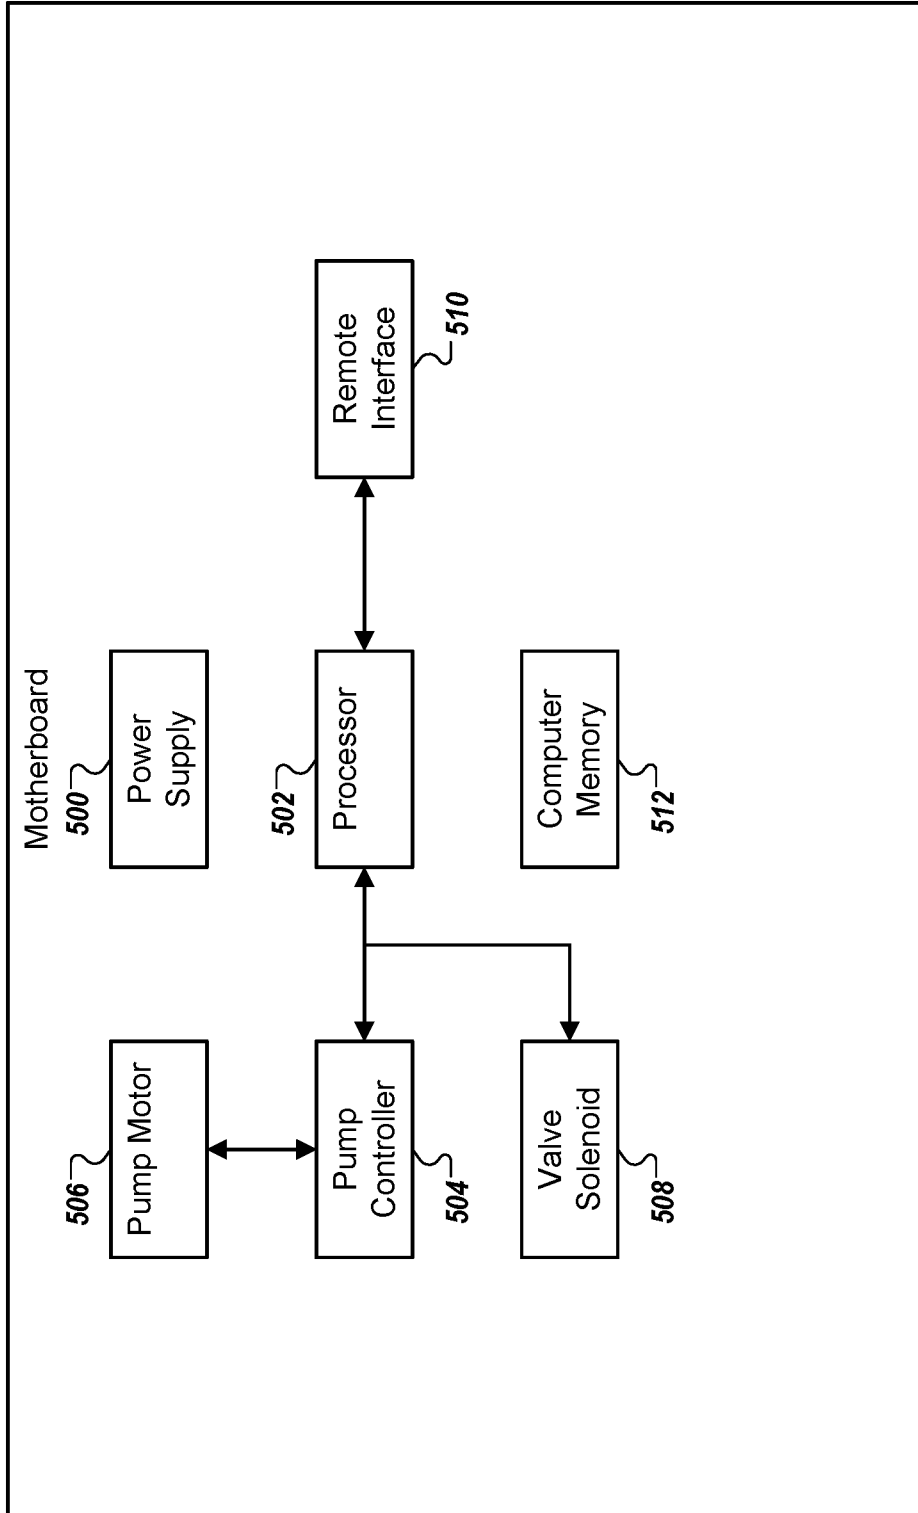 Motherboard
506
Pump Motor
500
Power
Supply
Pump
Controller
504
502
Processor
Remote
Interface
510
Valve
Solenoid
508
Computer
Memory
512